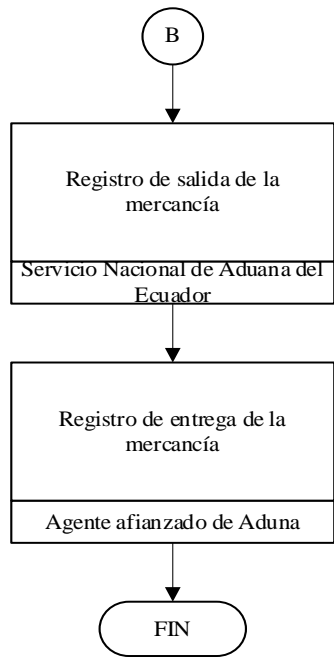 B
Registro de salida de la
mercancía
Servicio Nacional de Aduana del
Ecuador
Registro de entrega de la
mercancía
Agente afianzado de Aduna
FIN